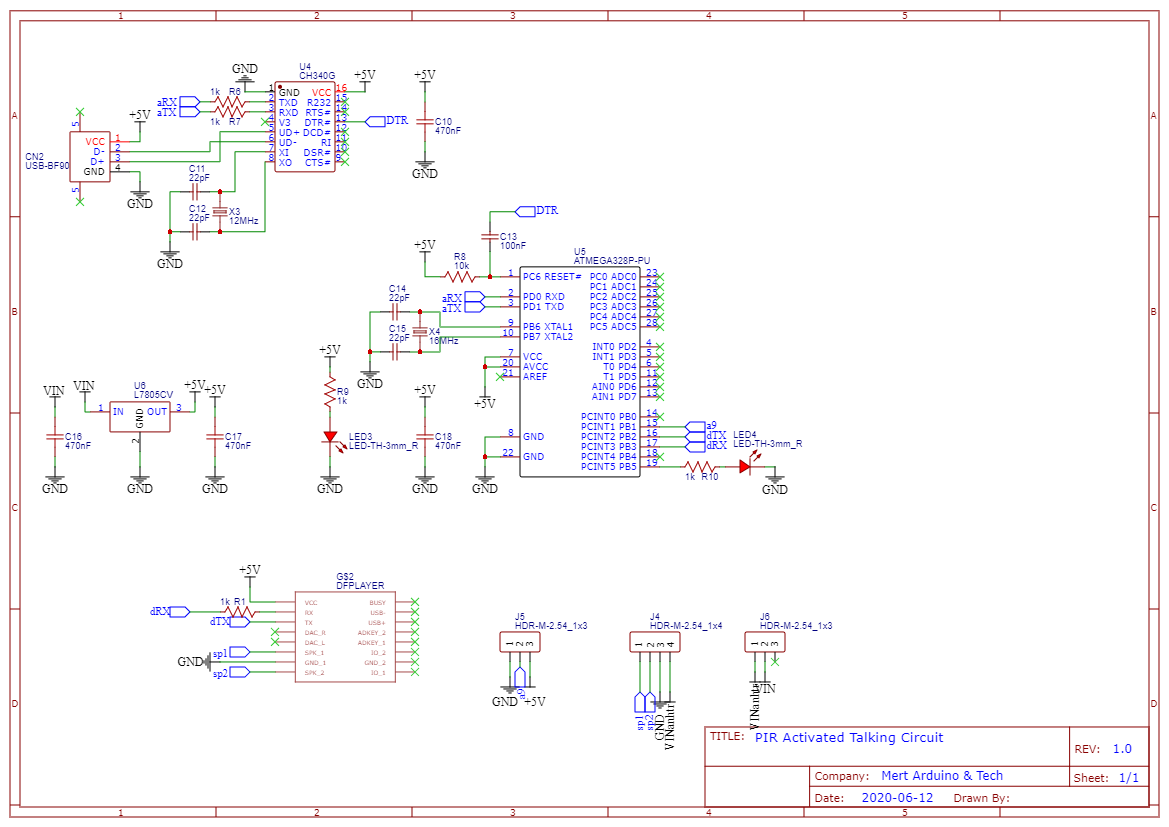 1 2 3 4 5
A A
B B
C C
D D
1 2 3 4 5
GND
aRX
aTX
1k R6
1k R7
U4
CH340G
1 GND
2 TXD
3 RXD
4 V3
5 UD+
6 UD-
7 XI
8 XO
VCC 16
R232 15
RTS# 14
DTR# 13
DCD# 12
RI 11
DSR# 10
CTS# 9
+5V
DTR
+5V
C10
470nF
GND
+5V
CN2
USB-BF90
5
VCC 1
D- 2
D+ 3
GND 4
5
GND
C11
22pF
C12
22pF
X3
12MHz
GND
DTR
C13
100nF
+5V
R8
10k
U5
ATMEGA328P-PU
aRX
aTX
1 PC6 RESET#
2 PD0 RXD
3 PD1 TXD
9 PB6 XTAL1
10 PB7 XTAL2
7 VCC
20 AVCC
21 AREF
8 GND
22 GND
PC0 ADC0 23
PC1 ADC1 24
PC2 ADC2 25
PC3 ADC3 26
PC4 ADC4 27
PC5 ADC5 28
INT0 PD2 4
INT1 PD3 5
T0 PD4 6
T1 PD5 11
AIN0 PD6 12
AIN1 PD7 13
PCINT0 PB0 14
PCINT1 PB1 15
PCINT2 PB2 16
PCINT3 PB3 17
PCINT4 PB4 18
PCINT5 PB5 19
a9
dTX
dRX
LED4
LED-TH-3mm_R
1k R10
GND
+5V
GND
C14
22pF
C15
22pF
X4
16MHz
GND
VIN
C16
470nF
GND
VIN
U6
L7805CV
1 IN
OUT 3
GND
2
GND
+5V
+5V
C17
470nF
GND
+5V
R9
1k
LED3
LED-TH-3mm_R
GND
+5V
C18
470nF
GND
+5V
dRX
1k R1
dTX
sp1
GND
sp2
GS2
DFPLAYER
VCC
RX
TX
DAC_R
DAC_L
SPK_1
GND_1
SPK_2
BUSY
USB-
USB+
ADKEY_2
ADKEY_1
IO_2
GND_2
IO_1
J5
HDR-M-2.54_1x3
1 2 3
GND
a9
+5V
J4
HDR-M-2.54_1x4
1 2 3 4
sp1
sp2
GND
VINanhtrı
J6
HDR-M-2.54_1x3
1 2 3
VINanhtrı
VIN
TITLE: PIR Activated Talking Circuit
REV: 1.0
Company: Mert Arduino & Tech
Sheet: 1/1
Date: 2020-06-12 Drawn By: